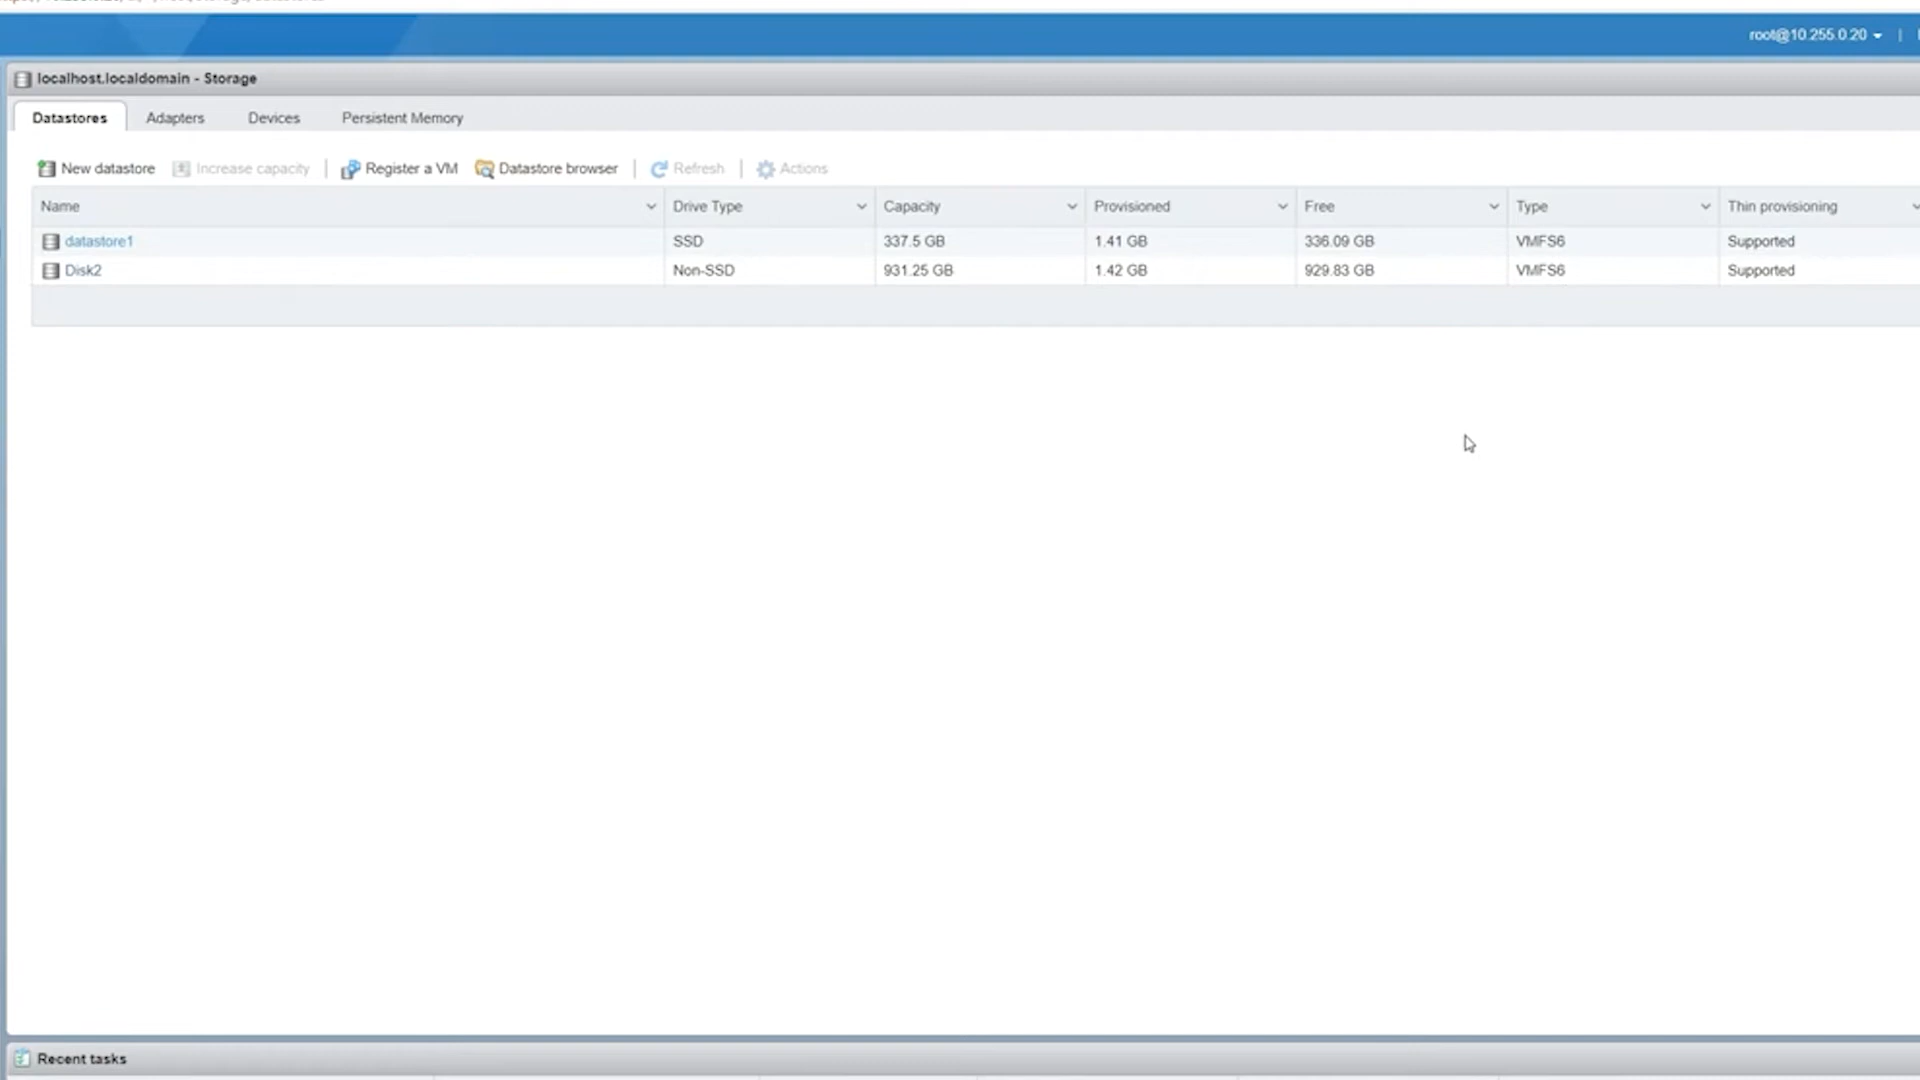 root@10.255.0.20
localhost.localdomain - Storage
Datastores Adapters Devices Persistent Memory
New datastore Increase capacity Register a VM Datastore browser Refresh Actions
Name Drive Type Capacity Provisioned Free Type Thin provisioning
datastore1 SSD 337.5 GB 1.41 GB 336.09 GB VMFS6 Supported
Disk2 Non-SSD 931.25 GB 1.42 GB 929.83 GB VMFS6 Supported
Recent tasks